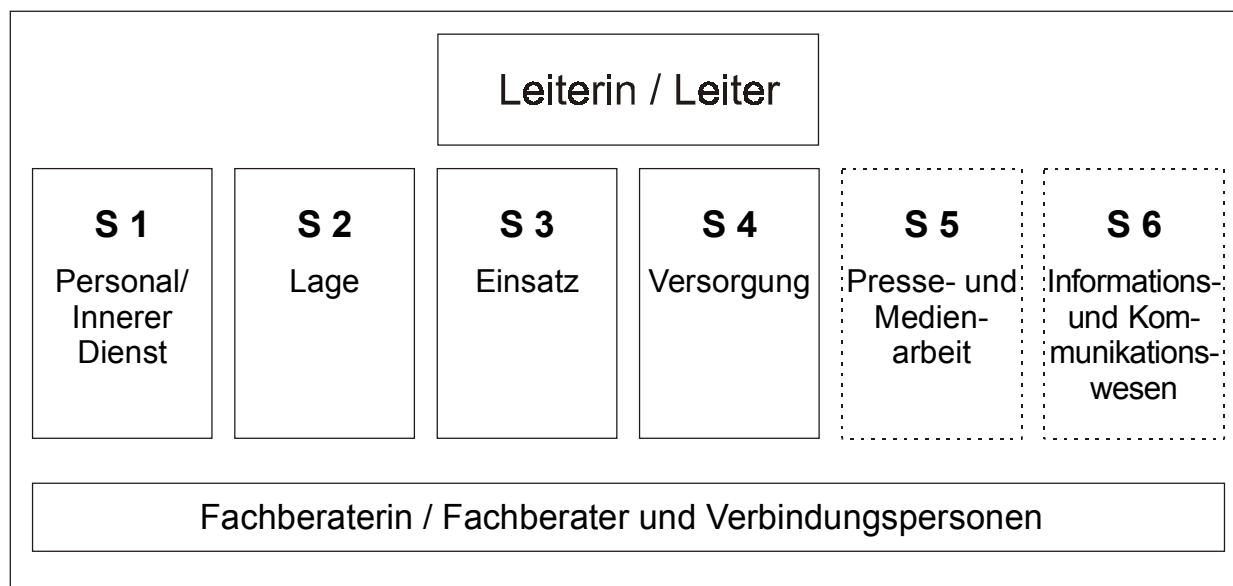 Leiterin / Leiter
S 1
Personal/
Innerer
Dienst
S 2
Lage
S 3
Einsatz
S 4
Versorgung
S 5
Presse- und
Medien-
arbeit
S 6
Informations-
und Kom-
munikations-
wesen
Fachberaterin / Fachberater und Verbindungspersonen